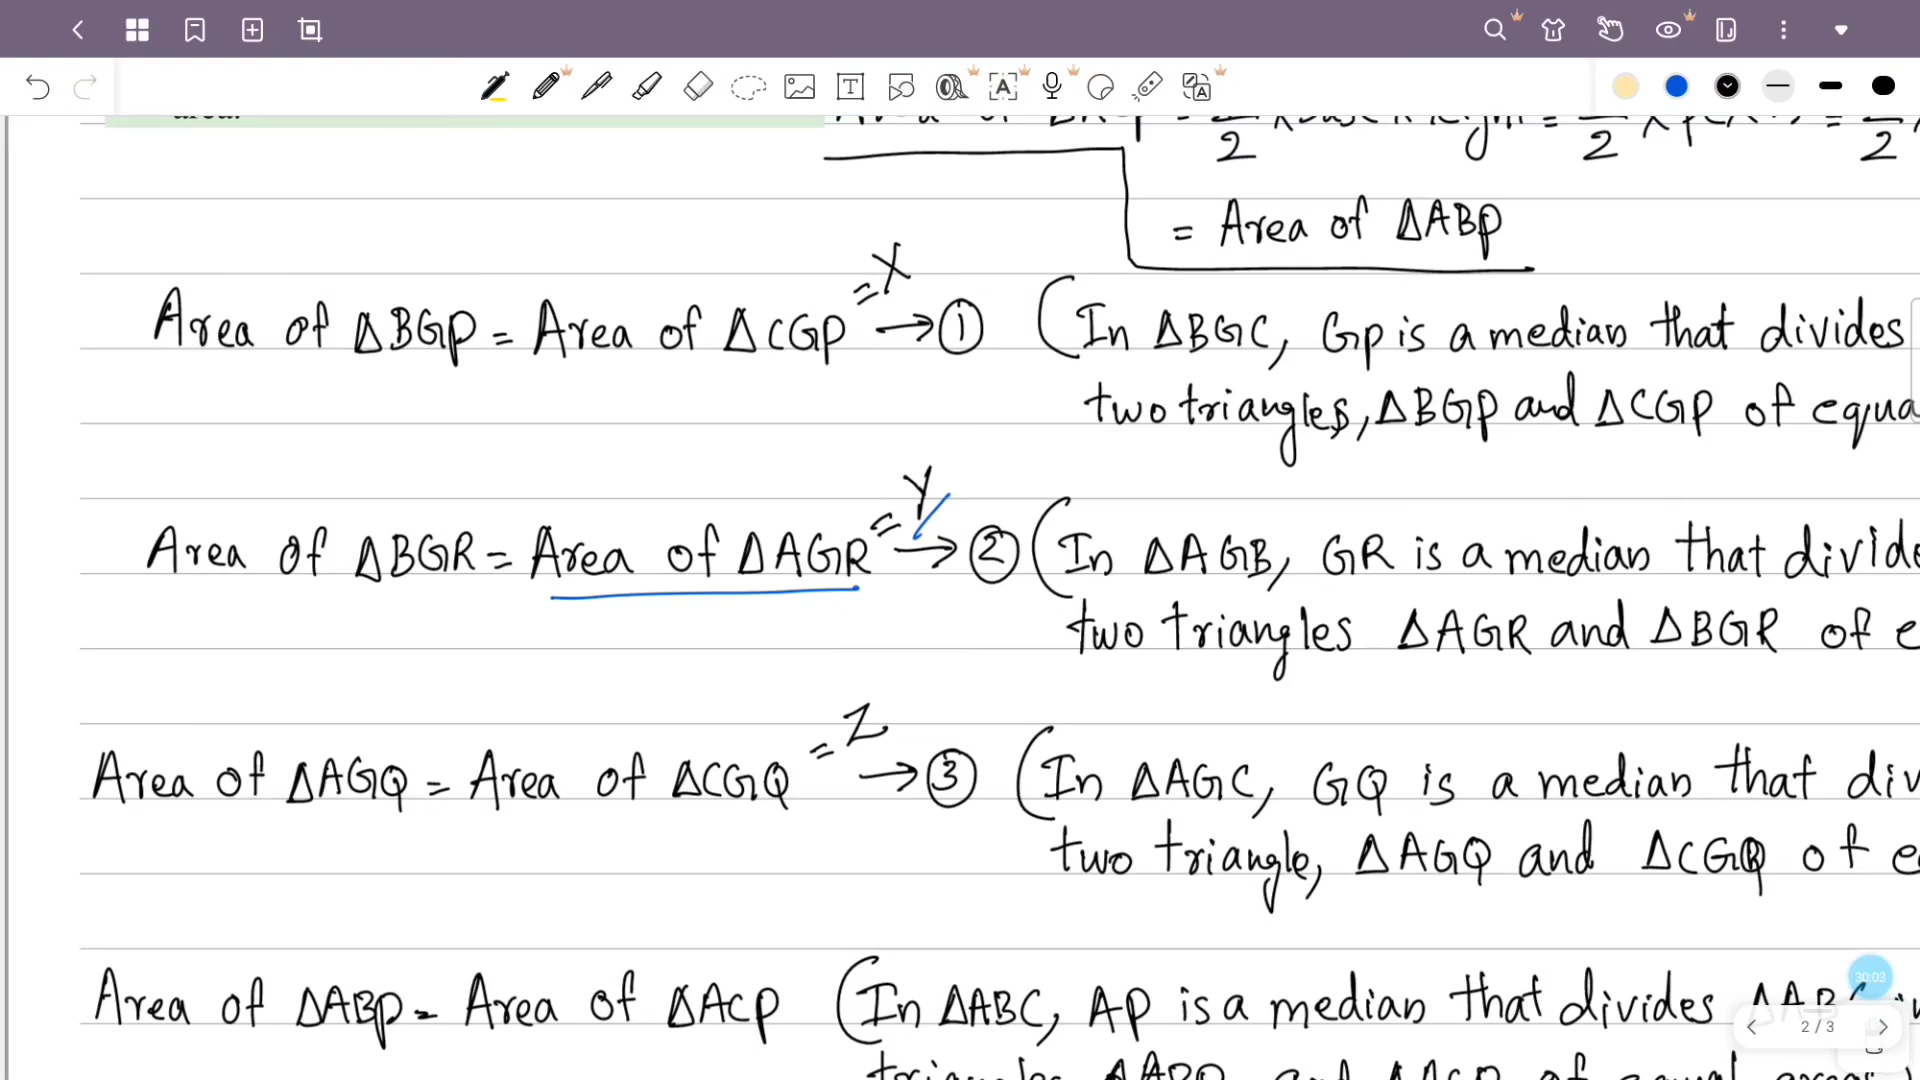 area.
= Area of ΔABP
Area of ΔBGP = Area of ΔCGP = X → ① (In ΔBGC, GP is a median that divides
two triangles, ΔBGP and ΔCGP of equa
Area of ΔBGR = Area of ΔAGR = Y → ② (In ΔAGB, GR is a median that divide
two triangles ΔAGR and ΔBGR of e
Area of ΔAGQ = Area of ΔCGQ = Z → ③ (In ΔAGC, GQ is a median that div
two triangle, ΔAGQ and ΔCGQ of e
Area of ΔABP = Area of ΔACP (In ΔABC, AP is a median that divides ΔABC
30:03
2 / 3